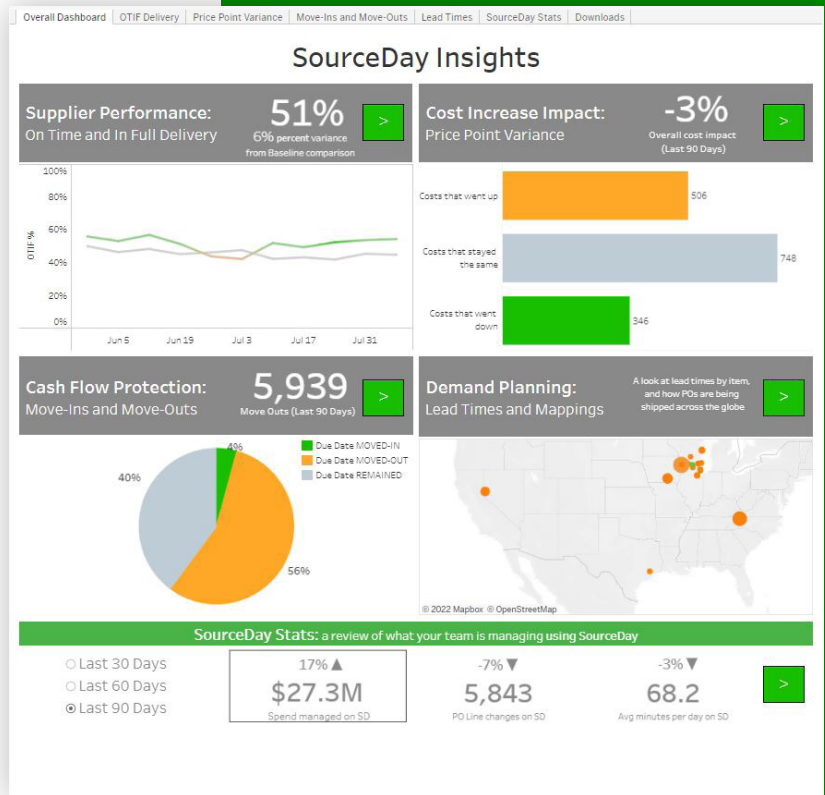 Overall Dashboard
OTIF Delivery
Price Point Variance
Move-Ins and Move-Outs
Lead Times
SourceDay Stats
Downloads
SourceDay Insights
Supplier Performance:
On Time and In Full Delivery
51%
6% percent variance
from Baseline comparison
>
Cost Increase Impact:
Price Point Variance
-3%
Overall cost impact
(Last 90 Days)
>
100%
80%
60%
40%
20%
0%
OTIF %
Jun 5
Jun 19
Jul 3
Jul 17
Jul 31
Costs that went up
506
Costs that stayed
the same
748
Costs that went
down
346
Cash Flow Protection:
Move-Ins and Move-Outs
5,939
Move Outs (Last 90 Days)
>
Demand Planning:
Lead Times and Mappings
A look at lead times by item,
and how POs are being
shipped across the globe
>
4%
40%
56%
Due Date MOVED-IN
Due Date MOVED-OUT
Due Date REMAINED
© 2022 Mapbox © OpenStreetMap
SourceDay Stats: a review of what your team is managing using SourceDay
Last 30 Days
Last 60 Days
Last 90 Days
17% ▲
$27.3M
Spend managed on SD
-7% ▼
5,843
PO Line changes on SD
-3% ▼
68.2
Avg minutes per day on SD
>